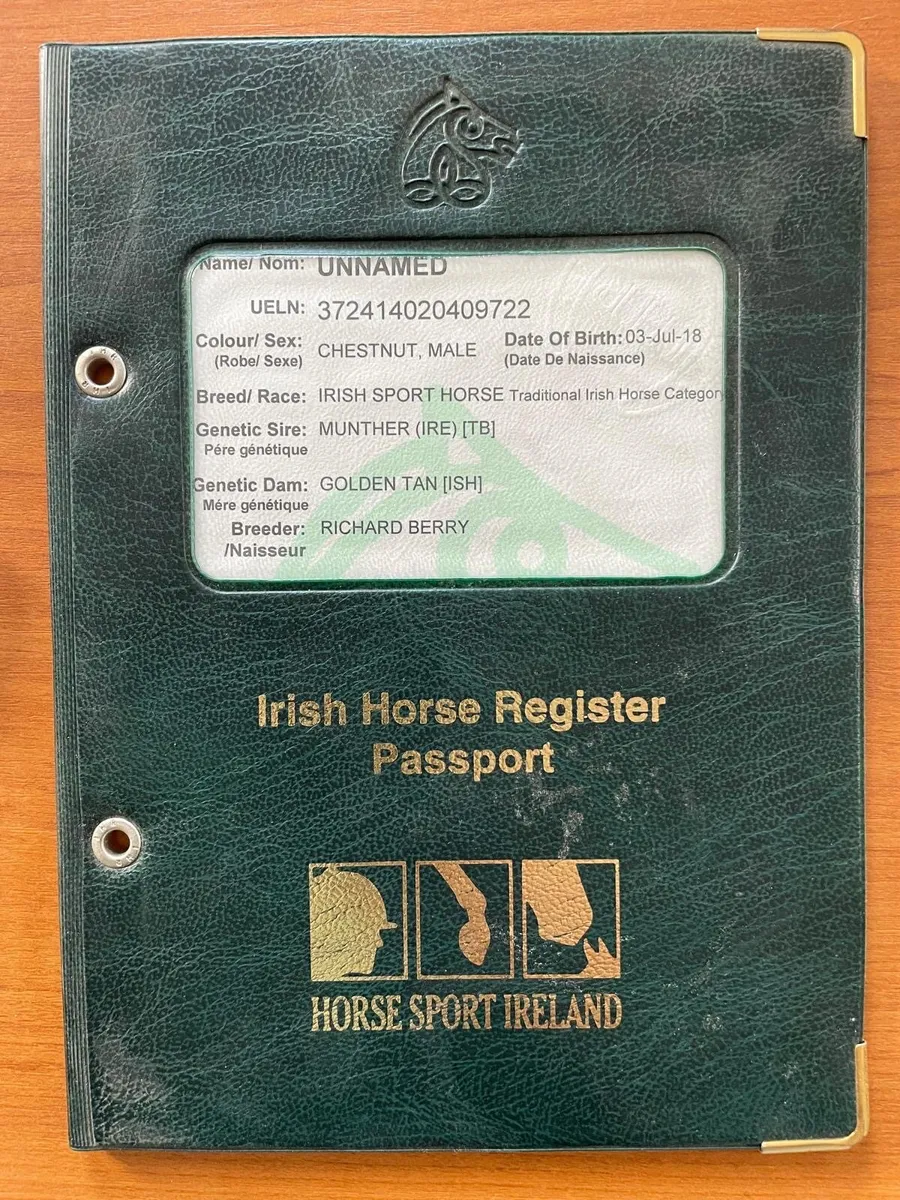 Name/ Nom: UNNAMED
UELN: 372414020409722
Colour/ Sex: CHESTNUT, MALE Date Of Birth: 03-Jul-18
(Robe/ Sexe) (Date De Naissance)
Breed/ Race: IRISH SPORT HORSE Traditional Irish Horse Category
Genetic Sire: MUNTHER (IRE) [TB]
Pére génétique
Genetic Dam: GOLDEN TAN [ISH]
Mére génétique
Breeder: RICHARD BERRY
/Naisseur
Irish Horse Register
Passport
HORSE SPORT IRELAND